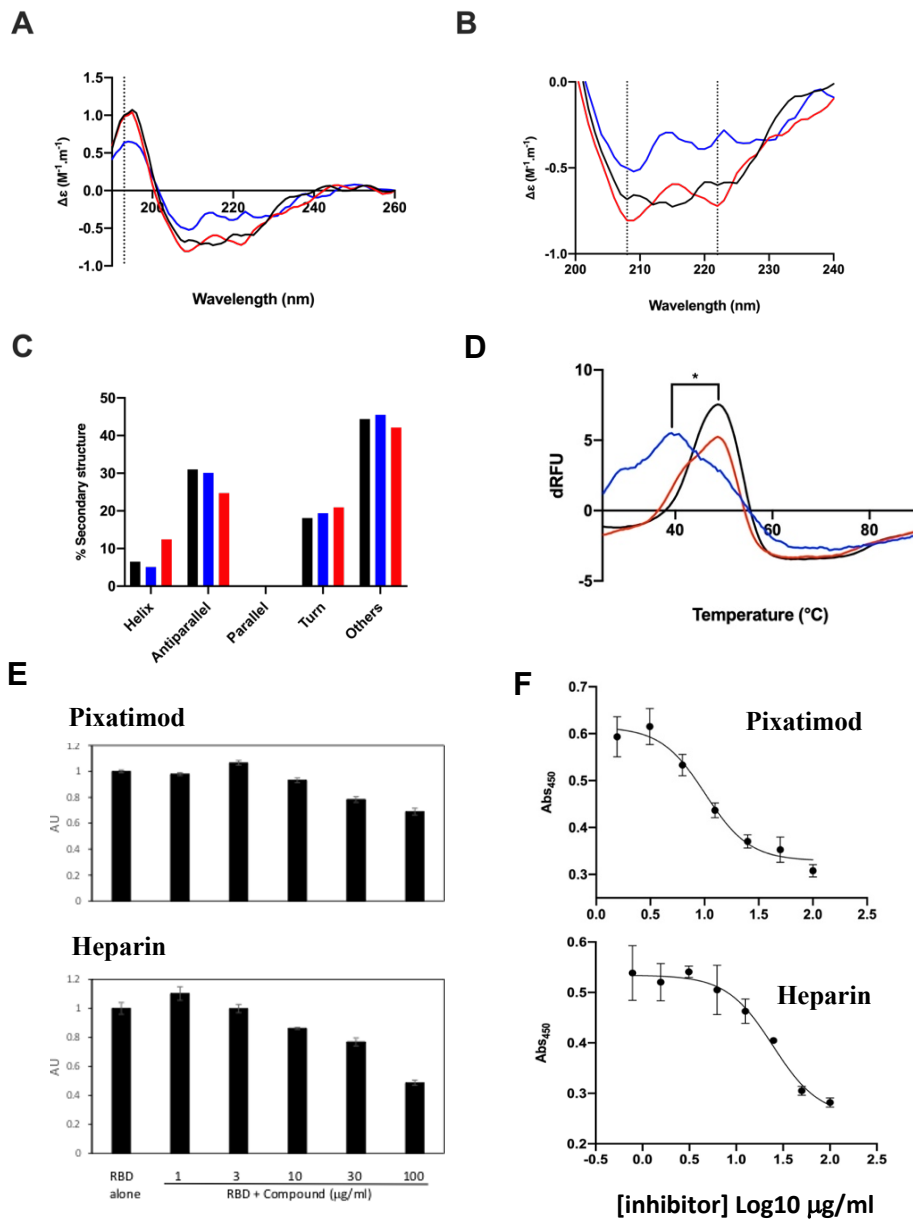 A
Δε (M⁻¹.m⁻¹)
1.5
1.0
0.5
0.0
-0.5
-1.0
200
220
240
260
Wavelength (nm)
B
Δε (M⁻¹.m⁻¹)
0.0
-0.5
-1.0
200
210
220
230
240
Wavelength (nm)
C
% Secondary structure
50
40
30
20
10
0
Helix
Antiparallel
Parallel
Turn
Others
D
dRFU
10
5
0
-5
40
60
80
*
Temperature (°C)
E
Pixatimod
AU
1.2
1
0.8
0.6
0.4
0.2
0
Heparin
AU
1.2
1
0.8
0.6
0.4
0.2
0
RBD alone
1
3
10
30
100
RBD + Compound (μg/ml)
F
Pixatimod
Abs₄₅₀
0.7
0.6
0.5
0.4
0.3
0.0
0.5
1.0
1.5
2.0
2.5
Heparin
Abs₄₅₀
0.6
0.5
0.4
0.3
0.2
-0.5
0.0
0.5
1.0
1.5
2.0
2.5
[inhibitor] Log10 μg/ml